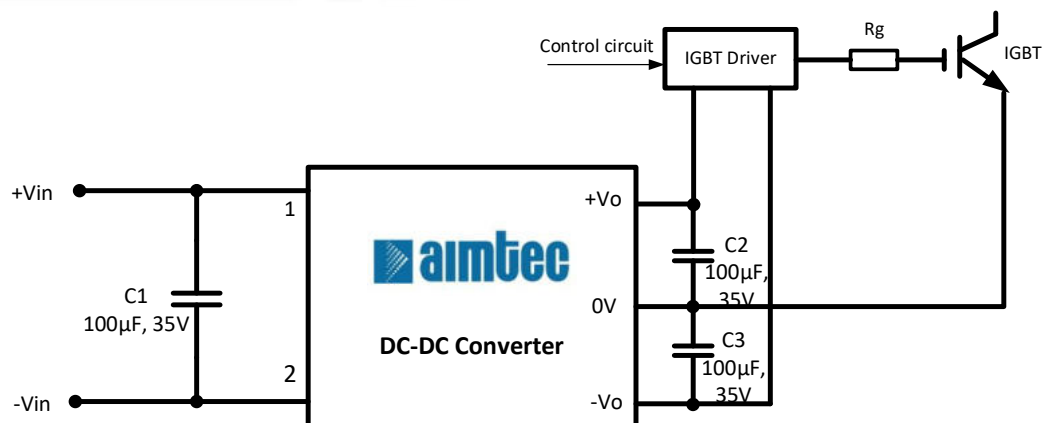 Control circuit
IGBT Driver
Rg
IGBT
+Vin
1
+Vo
aimtec
C2
100µF,
35V
C1
100µF, 35V
0V
DC-DC Converter
C3
100µF,
35V
2
-Vin
-Vo